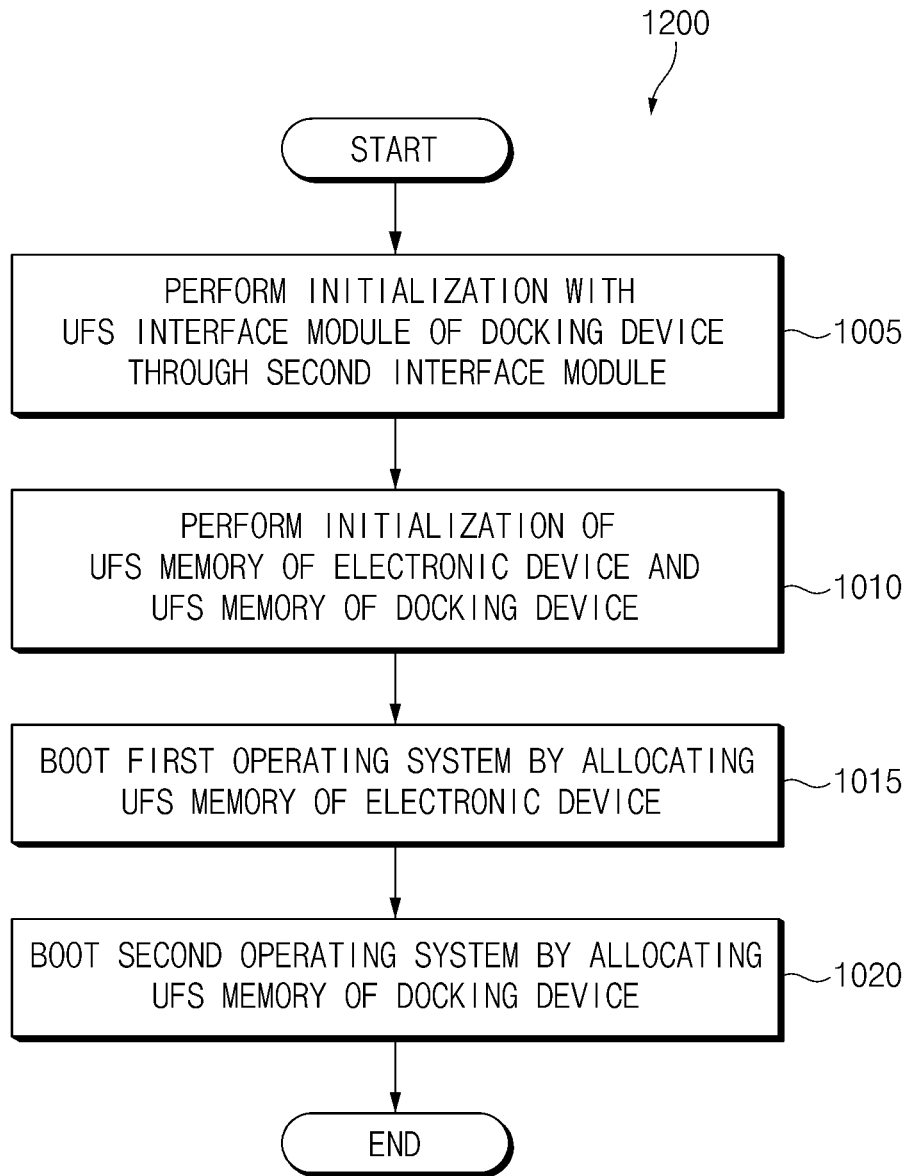 1200
START
PERFORM INITIALIZATION WITH
UFS INTERFACE MODULE OF DOCKING DEVICE
THROUGH SECOND INTERFACE MODULE
1005
PERFORM INITIALIZATION OF
UFS MEMORY OF ELECTRONIC DEVICE AND
UFS MEMORY OF DOCKING DEVICE
1010
BOOT FIRST OPERATING SYSTEM BY ALLOCATING
UFS MEMORY OF ELECTRONIC DEVICE
1015
BOOT SECOND OPERATING SYSTEM BY ALLOCATING
UFS MEMORY OF DOCKING DEVICE
1020
END